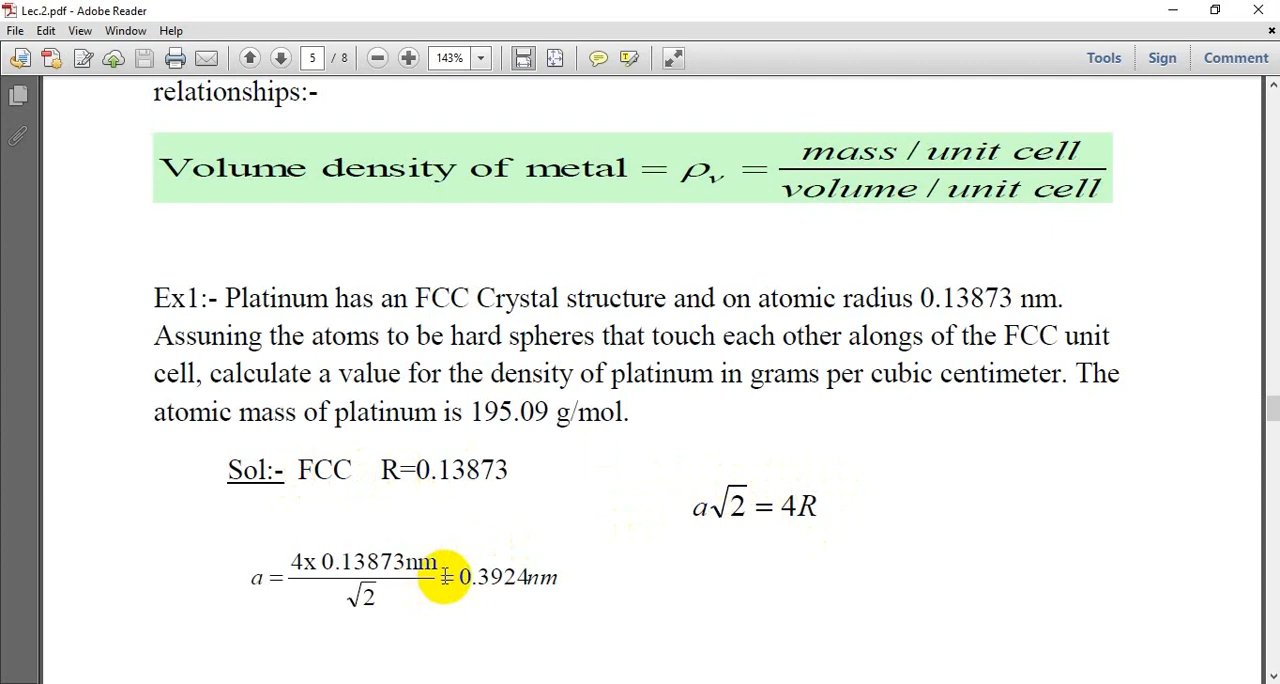 Lec.2.pdf - Adobe Reader
File Edit View Window Help
5 / 8 143% Tools Sign Comment
relationships:-
Volume density of metal = ρᵥ = mass / unit cell
volume / unit cell
Ex1:- Platinum has an FCC Crystal structure and on atomic radius 0.13873 nm.
Assuming the atoms to be hard spheres that touch each other alongs of the FCC unit
cell, calculate a value for the density of platinum in grams per cubic centimeter. The
atomic mass of platinum is 195.09 g/mol.
Sol:- FCC R=0.13873
a√2 = 4R
a = 4x 0.13873nm
√2 = 0.3924nm